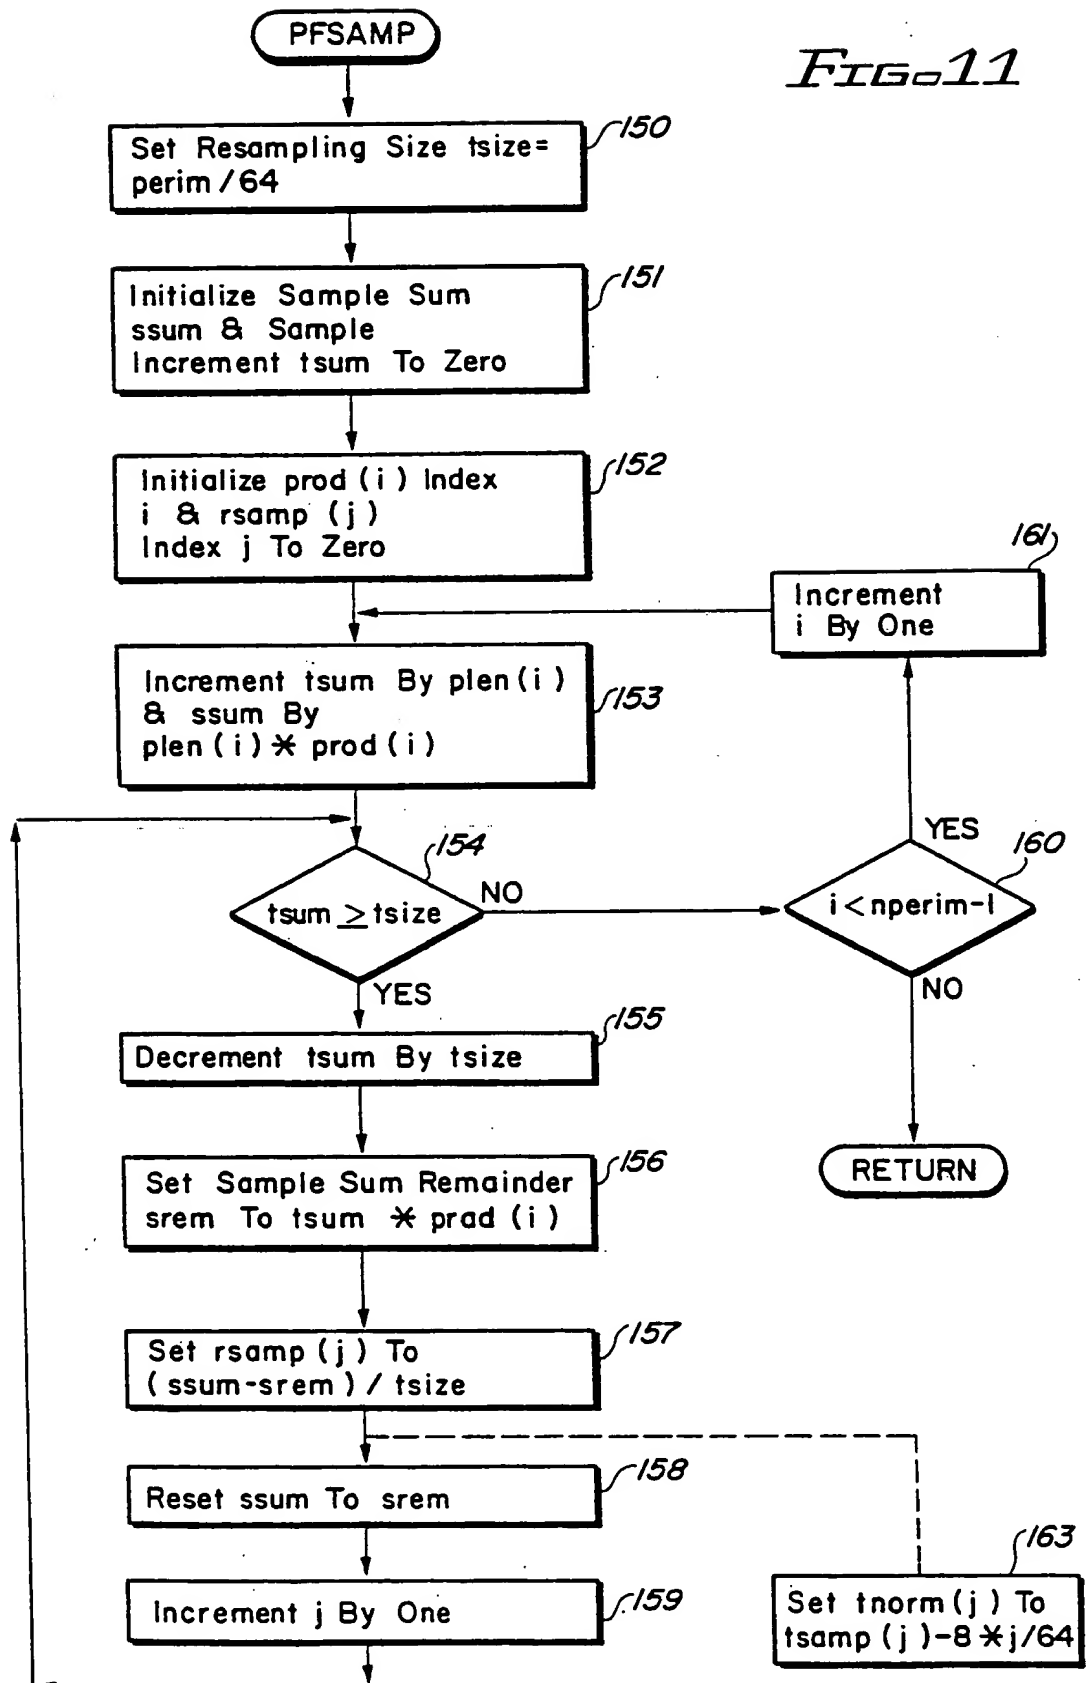 PFSAMP
FIG. 11
150
Set Resampling Size tsize=
perim/64
151
Initialize Sample Sum
ssum & Sample
Increment tsum To Zero
152
Initialize prod (i) Index
i & rsamp (j)
Index j To Zero
161
Increment
i By One
153
Increment tsum By plen(i)
& ssum By
plen(i)* prod(i)
154
tsum ≥ tsize
NO
YES
160
i<nperim-1
YES
NO
155
Decrement tsum By tsize
RETURN
156
Set Sample Sum Remainder
srem To tsum * prad (i)
157
Set rsamp (j) To
(ssum-srem)/ tsize
158
Reset ssum To srem
159
Increment j By One
163
Set tnorm(j) To
tsamp(j)-8*j/64